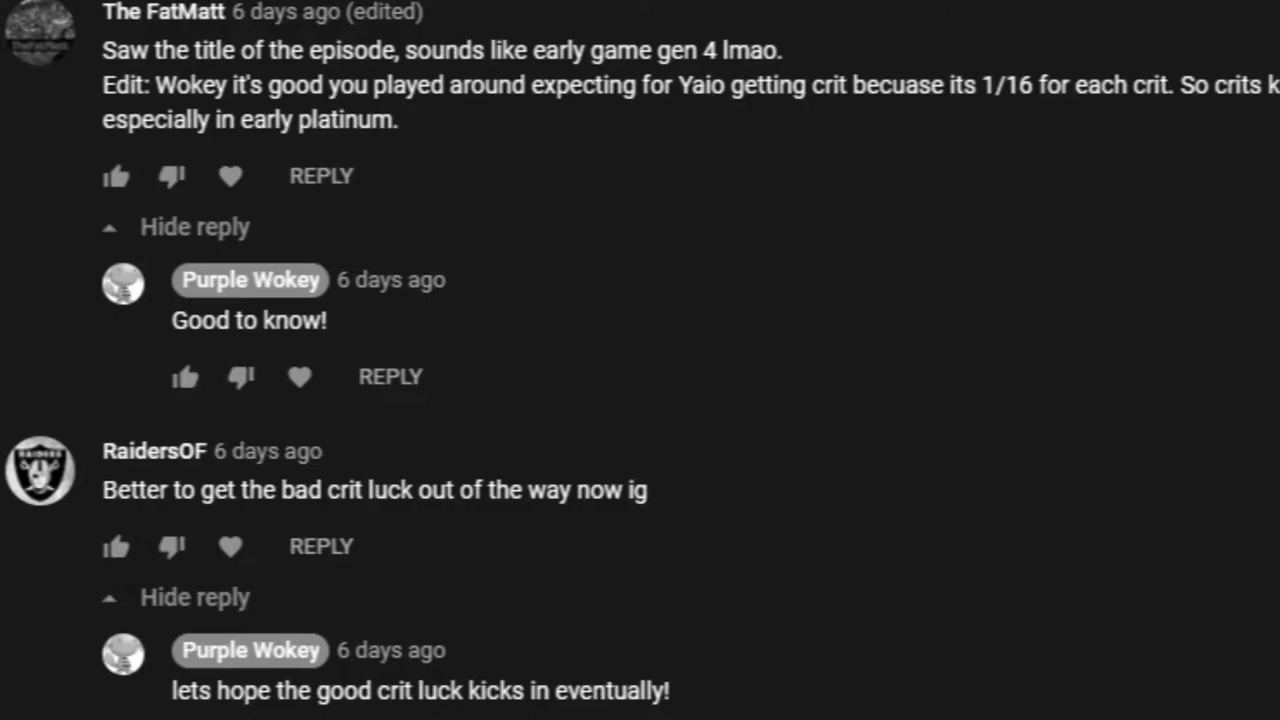 The FatMatt 6 days ago (edited)
Saw the title of the episode, sounds like early game gen 4 lmao.
Edit: Wokey it's good you played around expecting for Yaio getting crit becuase its 1/16 for each crit. So crits
especially in early platinum.
REPLY
Hide reply
Purple Wokey 6 days ago
Good to know!
REPLY
RAIDERS
RaidersOF 6 days ago
Better to get the bad crit luck out of the way now ig
REPLY
Hide reply
Purple Wokey 6 days ago
lets hope the good crit luck kicks in eventually!